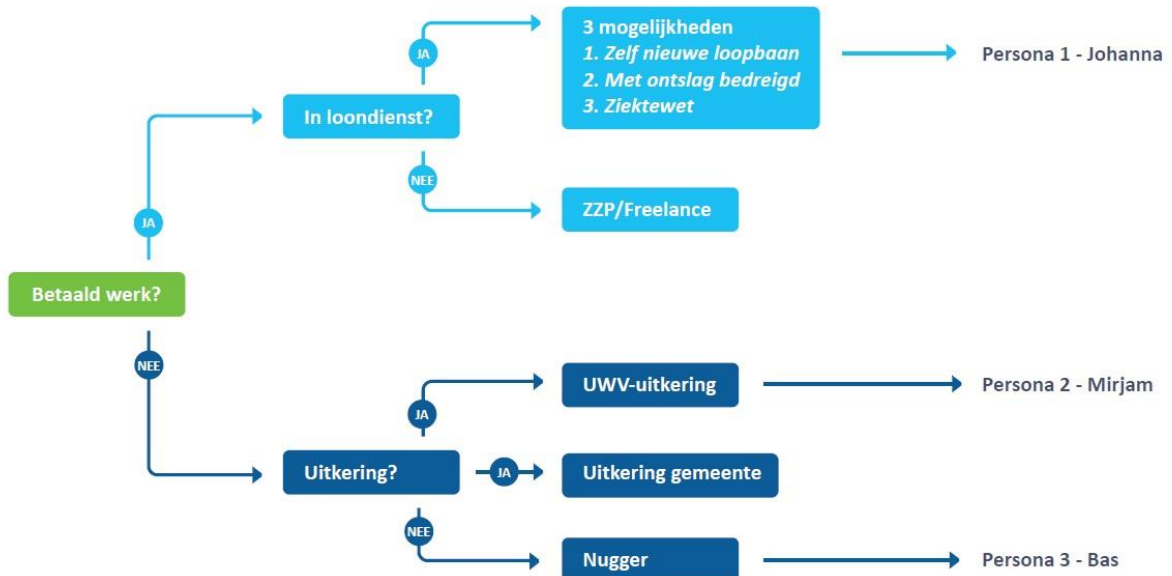 3 mogelijkheden
1. Zelf nieuwe loopbaan
2. Met ontslag bedreigd
3. Ziektewet
Persona 1 - Johanna
JA
In loondienst?
NEE
ZZP/Freelance
JA
Betaald werk?
NEE
UWV-uitkering
Persona 2 - Mirjam
JA
Uitkering?
JA
Uitkering gemeente
NEE
Nugger
Persona 3 - Bas